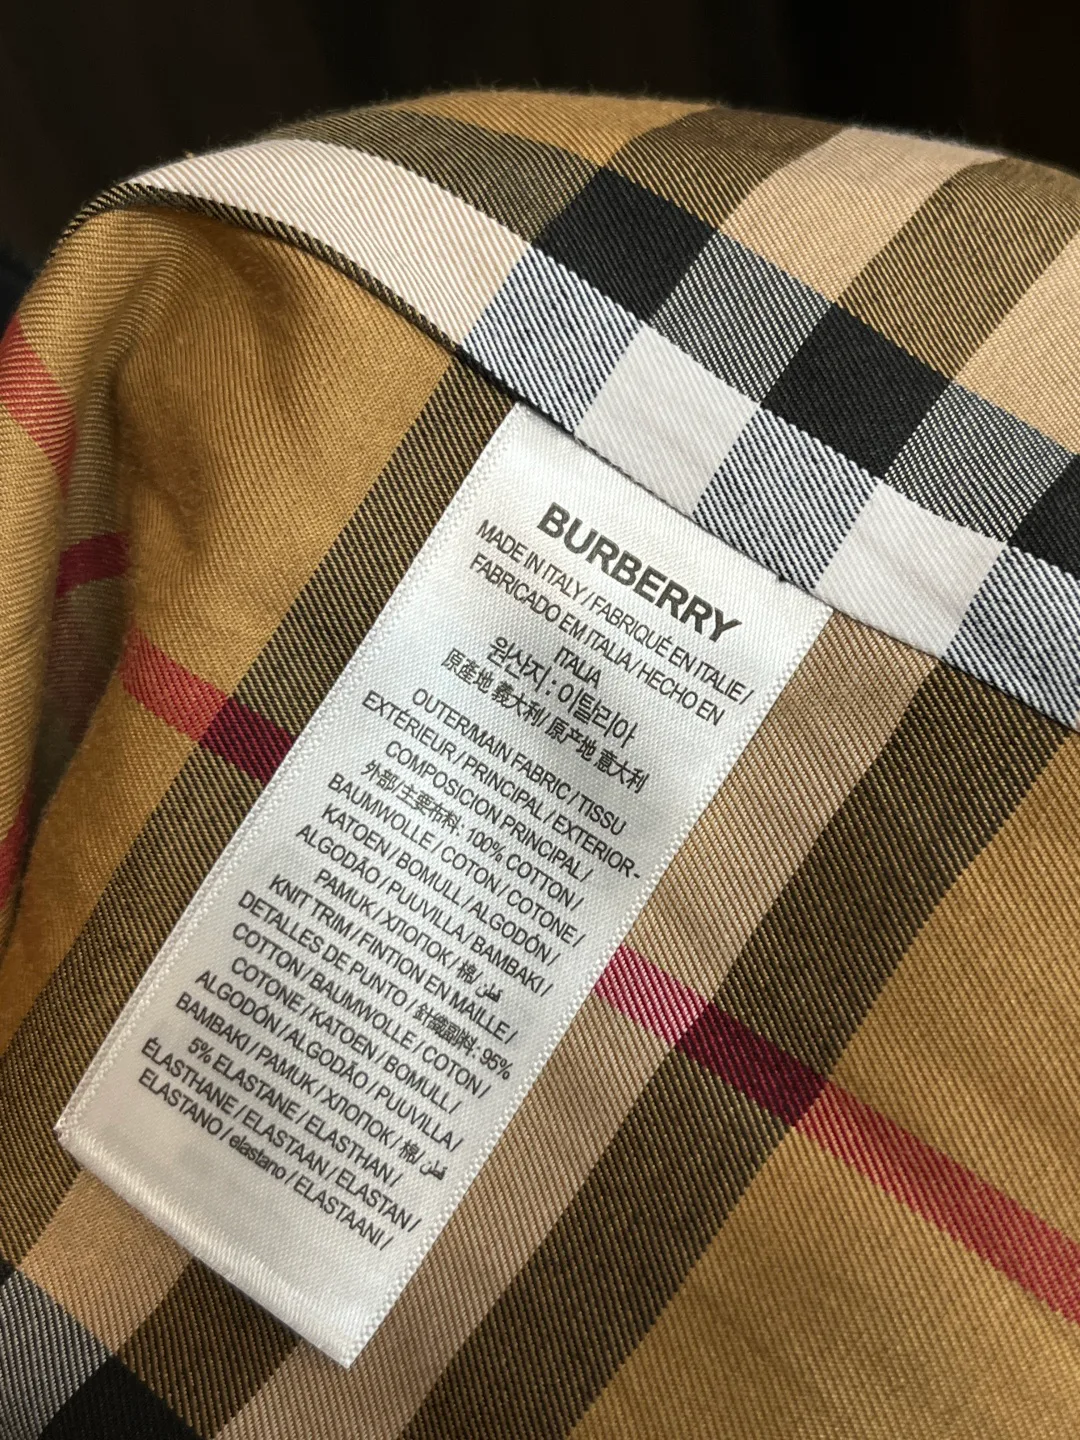 BURBERRY
MADE IN ITALY / FABRIQUÉ EN ITALIE /
FABRICADO EM ITALIA / HECHO EN
ITALIA
원산지 : 이탈리아
原產地 義大利 / 原产地 意大利
OUTER/MAIN FABRIC / TISSU
EXTÉRIEUR / PRINCIPAL / EXTERIOR-
COMPOSICION PRINCIPAL /
外部/主要布料: 100% COTTON /
BAUMWOLLE / COTON / COTONE /
KATOEN / BOMULL / ALGODÓN /
ALGODÃO / PUUVILLA / BAMBAKI /
PAMUK / ХЛОПОК / 棉 / قطن
KNIT TRIM / FINTION EN MAILLE /
DETALLES DE PUNTO / 針織副料: 95%
COTTON / BAUMWOLLE / COTON /
COTONE / KATOEN / BOMULL /
ALGODÓN / ALGODÃO / PUUVILLA /
BAMBAKI / PAMUK / ХЛОПОК / 棉 / قطن
5% ELASTANE / ELASTHAN /
ÉLASTHANE / ELASTAAN / ELASTAN /
ELASTANO / elastano / ELASTAANI /